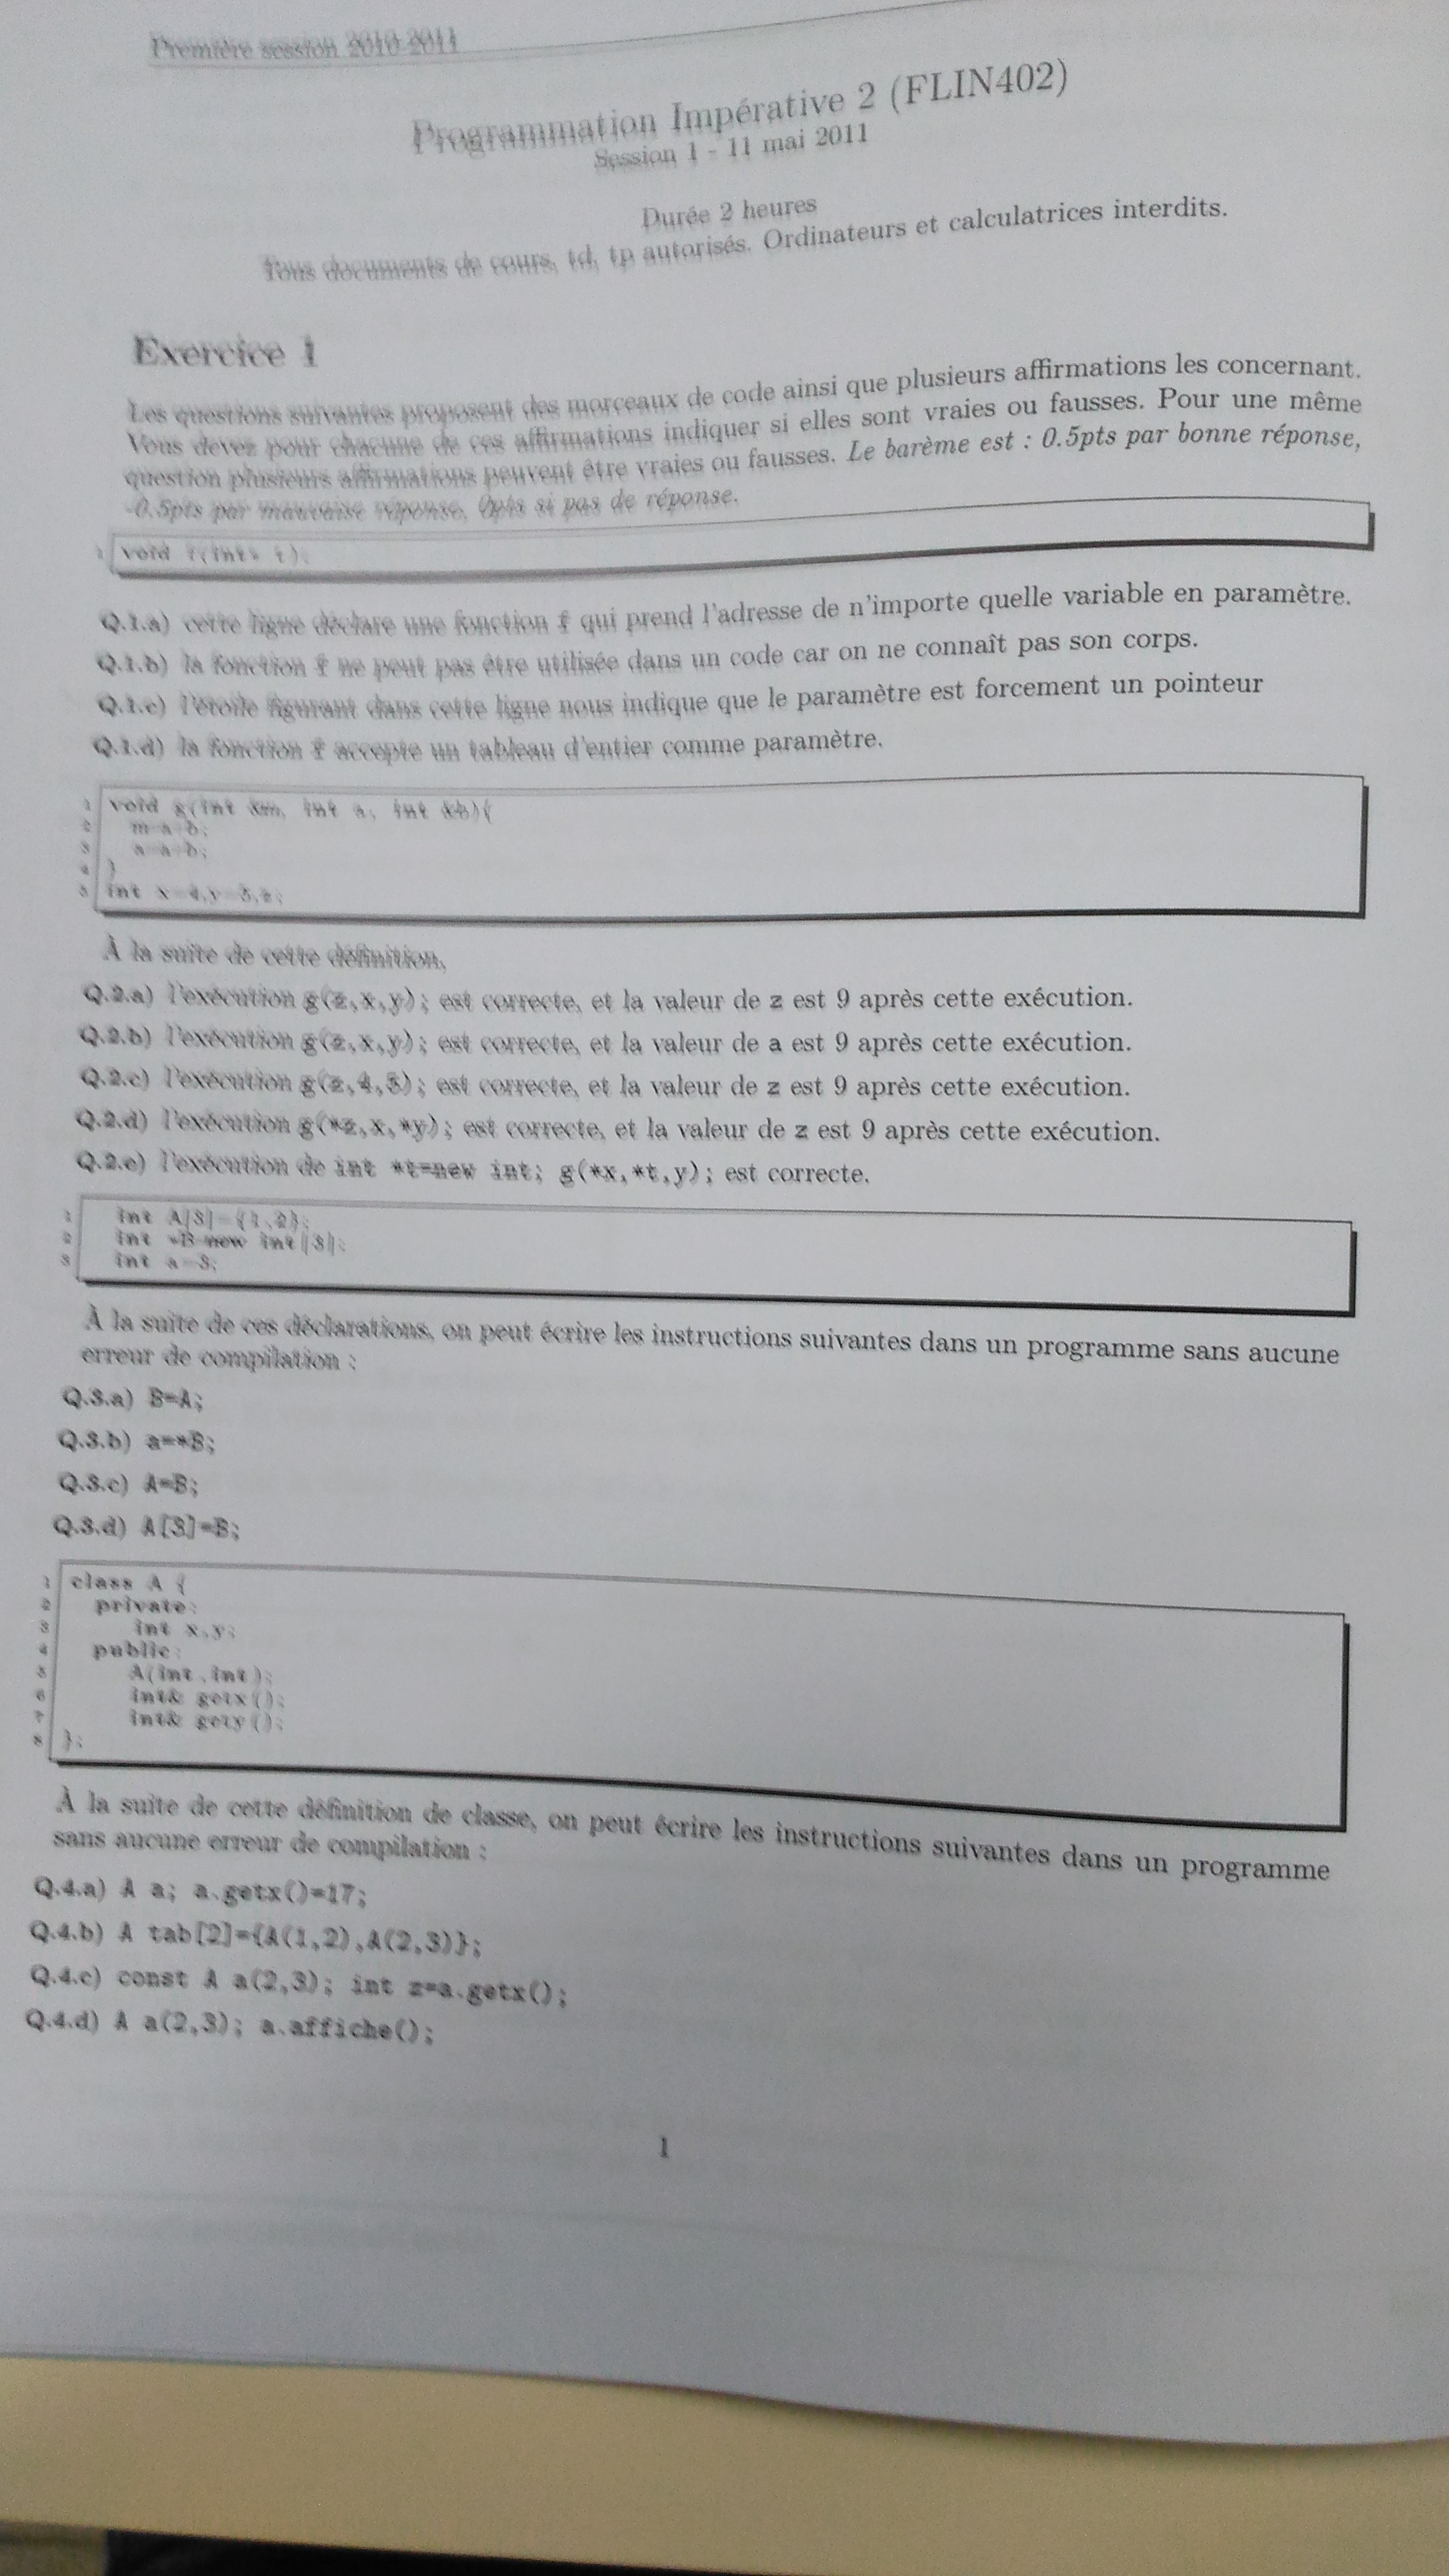 Première session 2010-2011
Programmation Impérative 2 (FLIN402)
Session 1 - 11 mai 2011
Durée 2 heures
Tous documents de cours, td, tp autorisés. Ordinateurs et calculatrices interdits.
Exercice 1
Les questions suivantes proposent des morceaux de code ainsi que plusieurs affirmations les concernant.
Vous devez pour chacune de ces affirmations indiquer si elles sont vraies ou fausses. Pour une même
question plusieurs affirmations peuvent être vraies ou fausses. Le barème est : 0.5pts par bonne réponse,
-0.5pts par mauvaise réponse, 0pts si pas de réponse.
1 void f(int* t);
Q.1.a) cette ligne déclare une fonction f qui prend l'adresse de n'importe quelle variable en paramètre.
Q.1.b) la fonction f ne peut pas être utilisée dans un code car on ne connaît pas son corps.
Q.1.c) l'étoile figurant dans cette ligne nous indique que le paramètre est forcement un pointeur
Q.1.d) la fonction f accepte un tableau d'entier comme paramètre.
1 void g(int &m, int a, int &b){
2 m=a+b;
3 a=a+b;
4 }
5 int x=4,y=5,z;
À la suite de cette définition,
Q.2.a) l'exécution g(z,x,y); est correcte, et la valeur de z est 9 après cette exécution.
Q.2.b) l'exécution g(z,x,y); est correcte, et la valeur de a est 9 après cette exécution.
Q.2.c) l'exécution g(z,4,5); est correcte, et la valeur de z est 9 après cette exécution.
Q.2.d) l'exécution g(*z,x,*y); est correcte, et la valeur de z est 9 après cette exécution.
Q.2.e) l'exécution de int *t=new int; g(*x,*t,y); est correcte.
1 int A[3]={1,2};
2 int *B=new int[3];
3 int a=3;
À la suite de ces déclarations, on peut écrire les instructions suivantes dans un programme sans aucune
erreur de compilation :
Q.3.a) B=A;
Q.3.b) a=*B;
Q.3.c) A=B;
Q.3.d) A[3]=B;
1 class A {
2 private:
3 int x,y;
4 public:
5 A(int,int);
6 int& getx();
7 int& gety();
8 };
À la suite de cette définition de classe, on peut écrire les instructions suivantes dans un programme
sans aucune erreur de compilation :
Q.4.a) A a; a.getx()=17;
Q.4.b) A tab[2]={A(1,2),A(2,3)};
Q.4.c) const A a(2,3); int z=a.getx();
Q.4.d) A a(2,3); a.affiche();
1